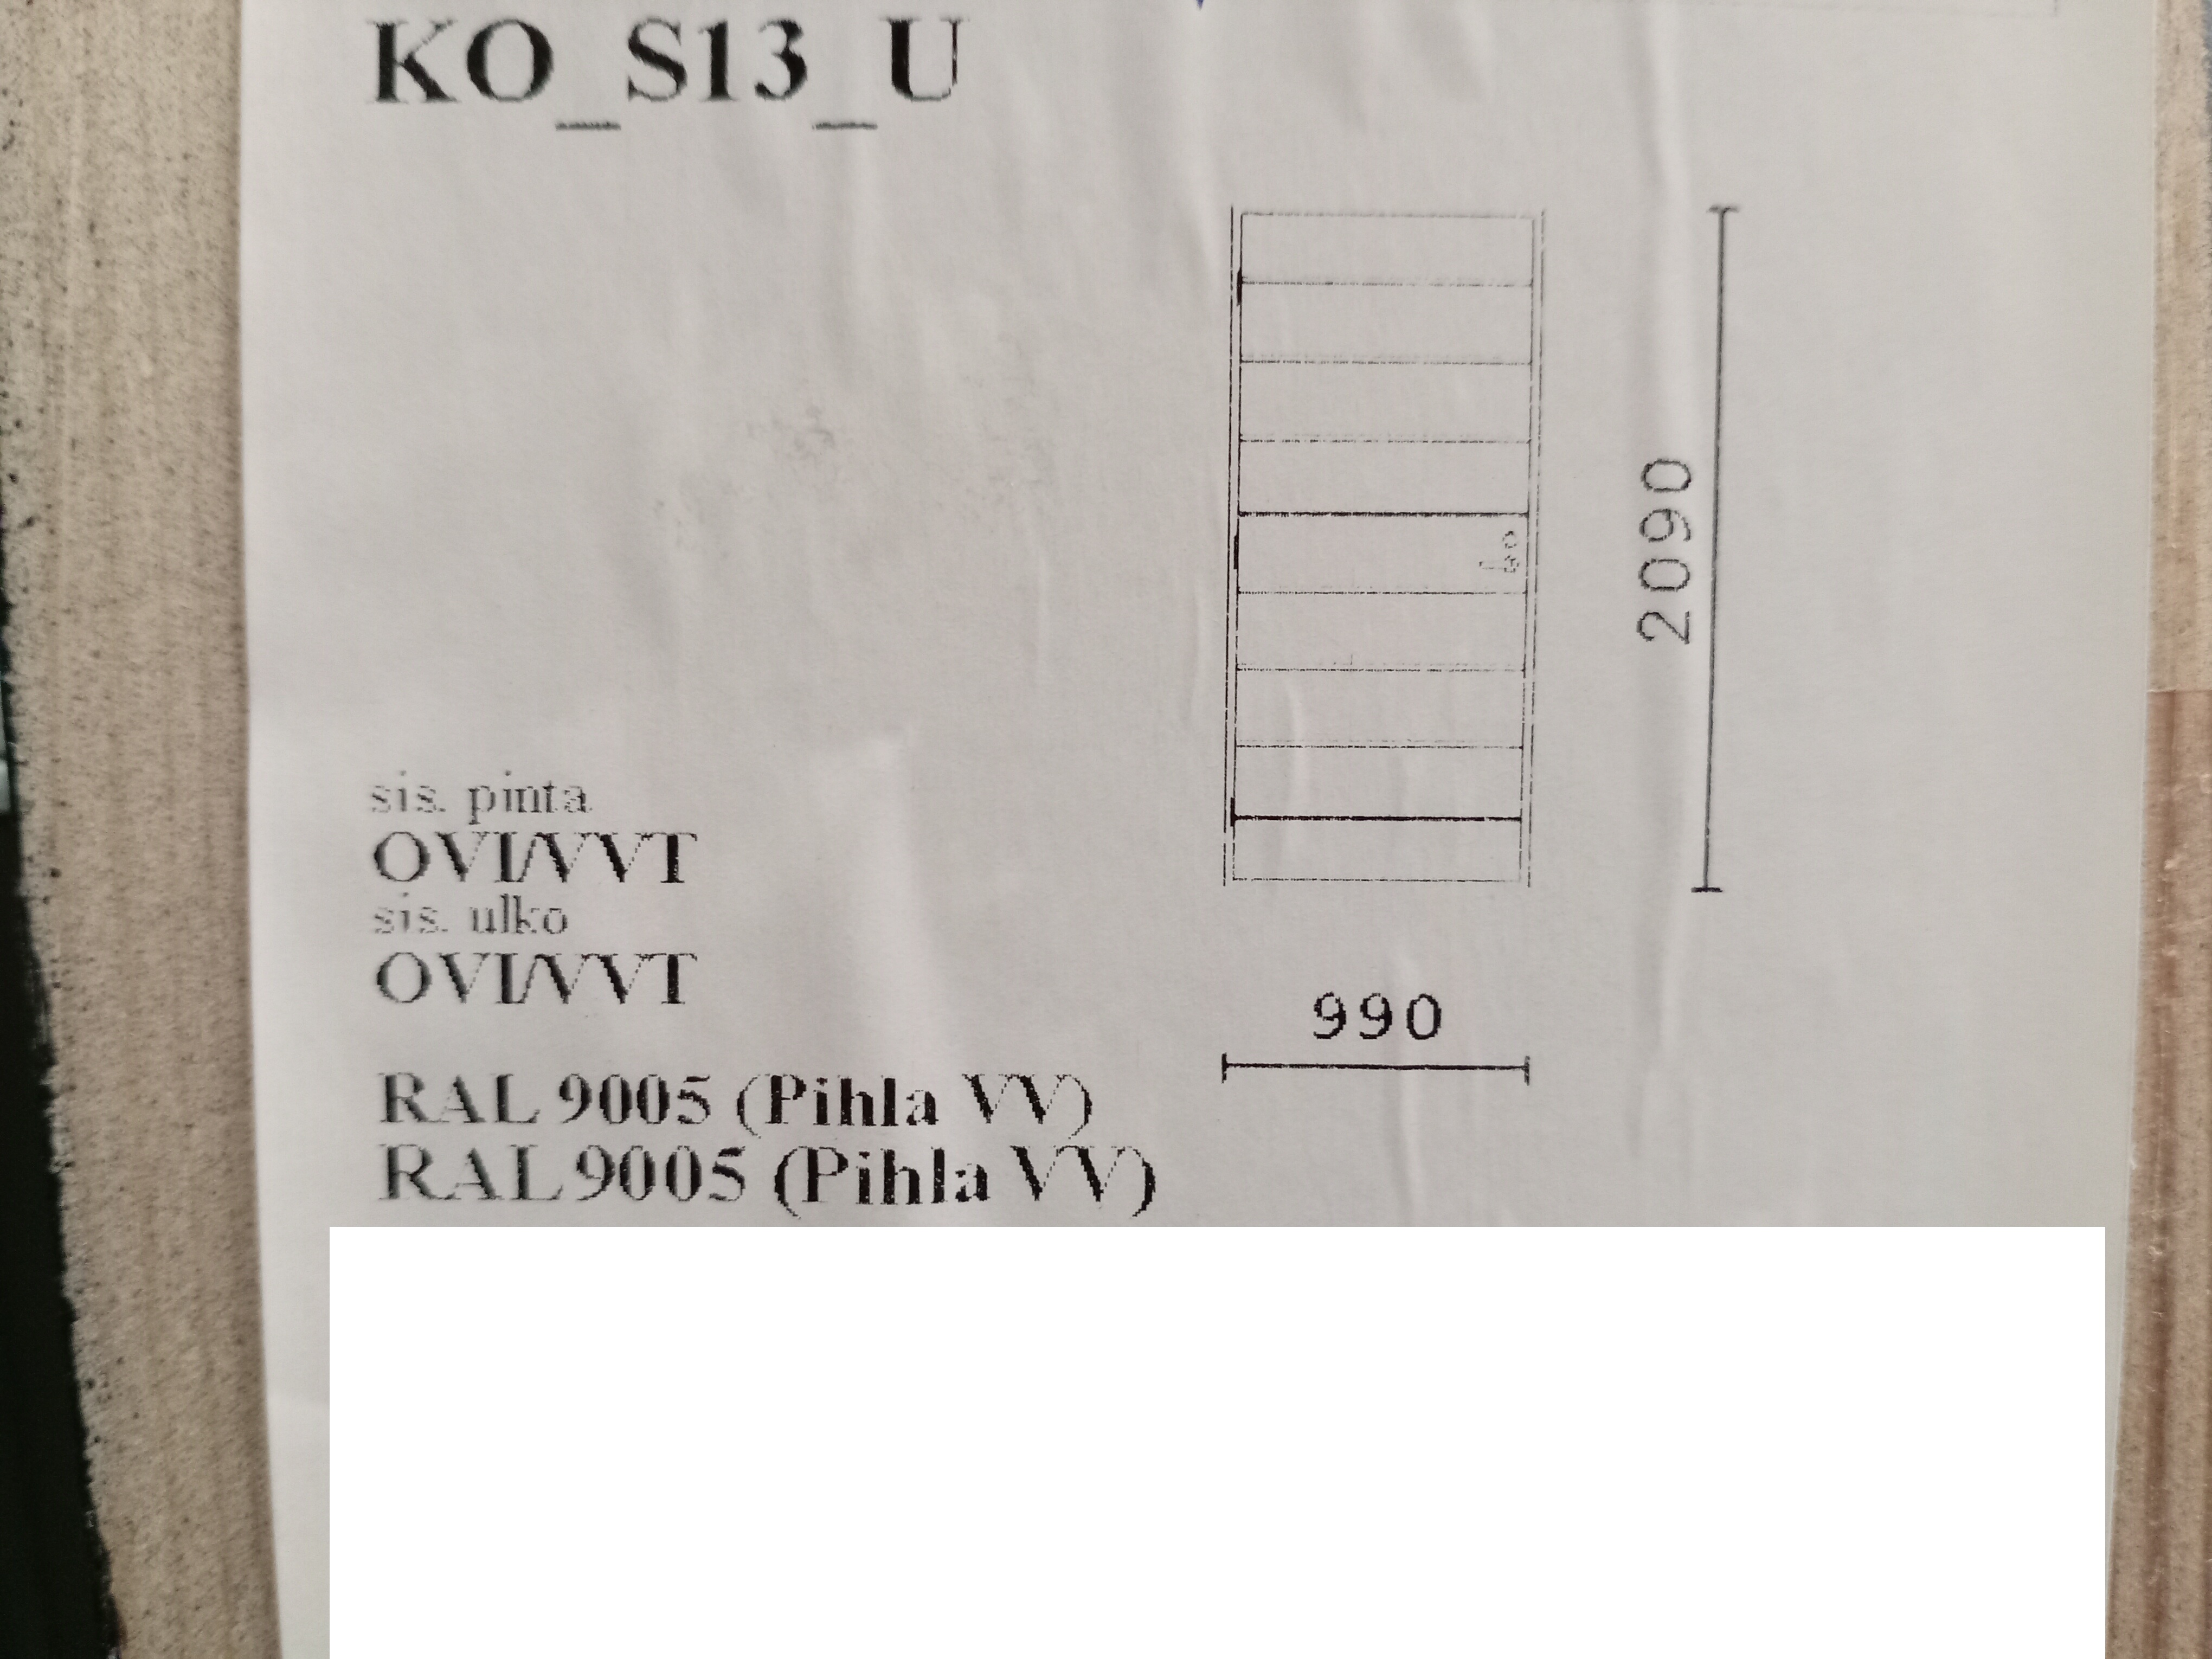 KO_S13_U
2090
sis. pinta
OVI/VVT
sis. ulko
OVI/VVT
990
RAL 9005 (Pihla VV)
RAL 9005 (Pihla VV)